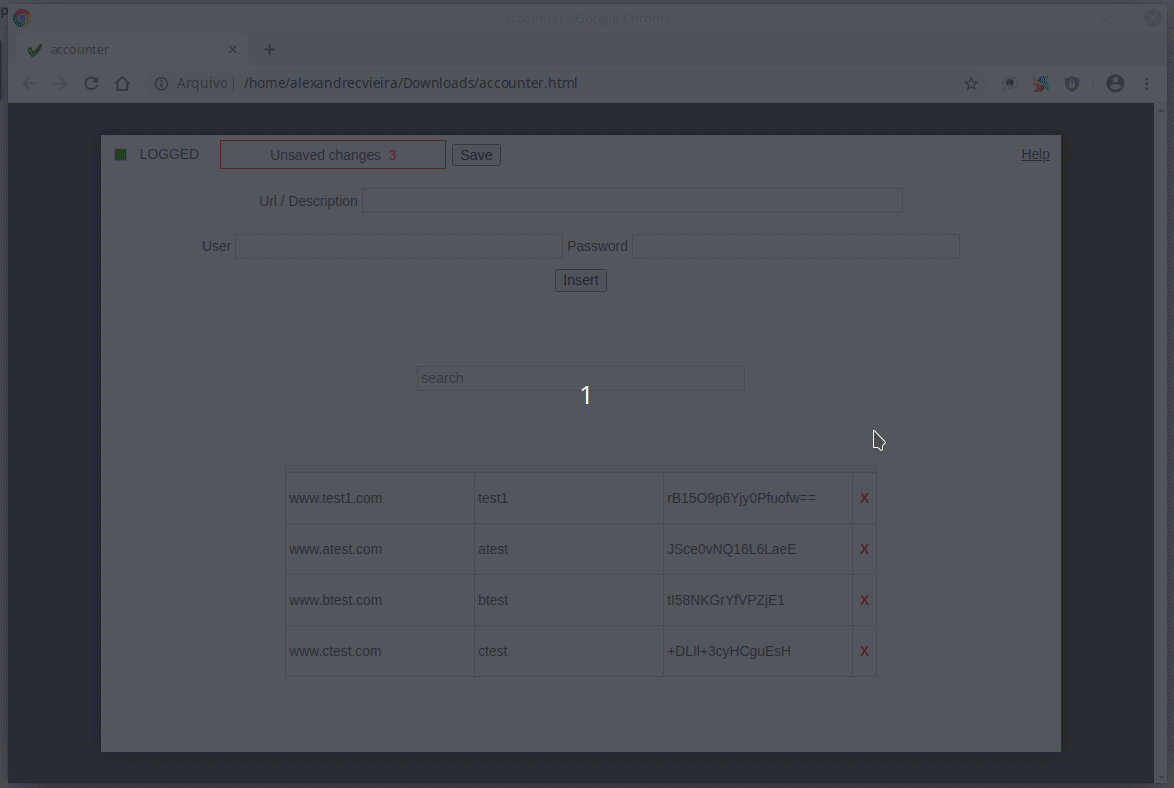 accounter - Google Chrome
accounter
Arquivo | /home/alexandrecvieira/Downloads/accounter.html
LOGGED Unsaved changes 3 Save Help
Url / Description
User Password
Insert
search
1
www.test1.com test1 rB15O9p6Yjy0Pfuofw== X
www.atest.com atest JSce0vNQ16L6LaeE X
www.btest.com btest tI58NKGrYfVPZjE1 X
www.ctest.com ctest +DLIl+3cyHCguEsH X